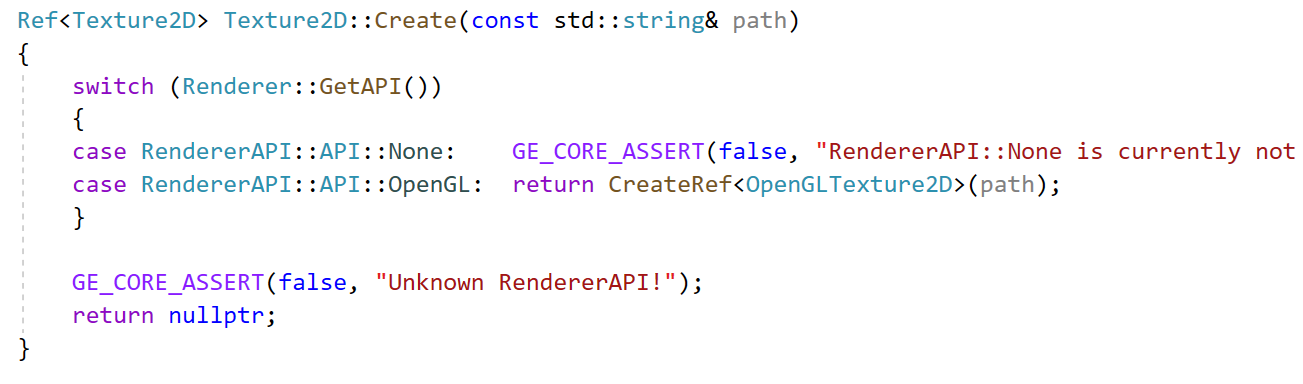 Ref<Texture2D> Texture2D::Create(const std::string& path)
{
    switch (Renderer::GetAPI())
    {
    case RendererAPI::API::None:    GE_CORE_ASSERT(false, "RendererAPI::None is currently not
    case RendererAPI::API::OpenGL:  return CreateRef<OpenGLTexture2D>(path);
    }

    GE_CORE_ASSERT(false, "Unknown RendererAPI!");
    return nullptr;
}